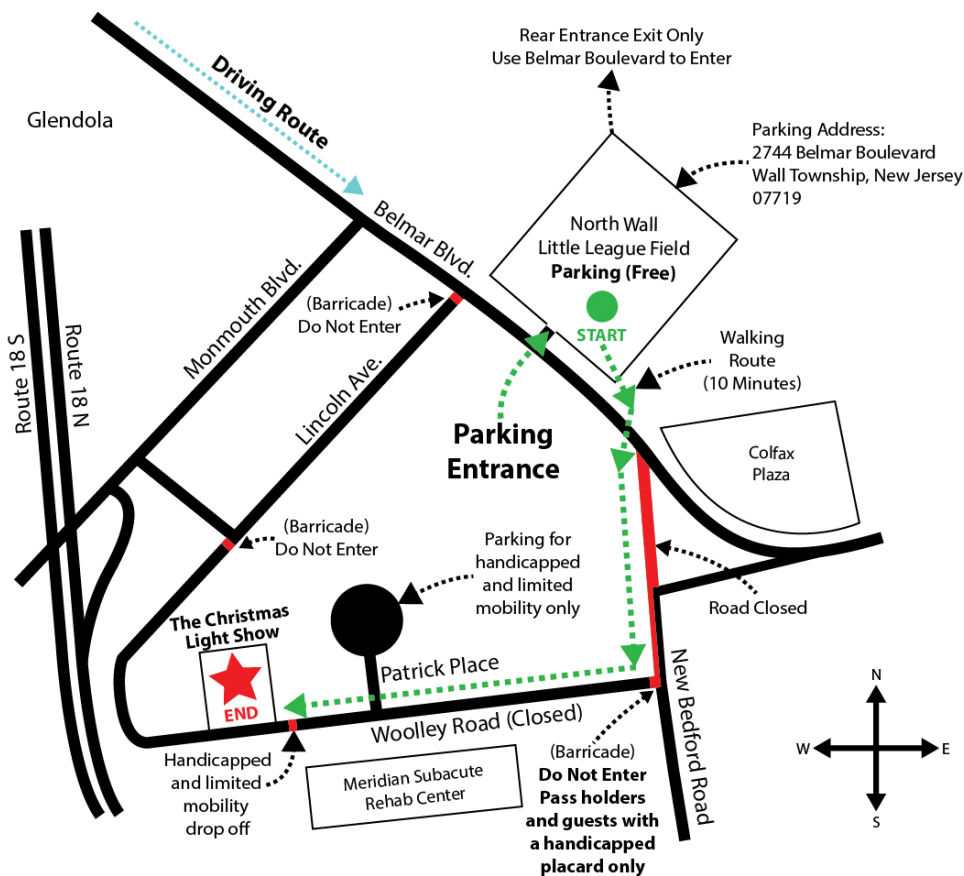 Rear Entrance Exit Only
Use Belmar Boulevard to Enter
Driving Route
Glendola
Parking Address:
2744 Belmar Boulevard
Wall Township, New Jersey
07719
Belmar Blvd.
North Wall
Little League Field
Parking (Free)
START
Monmouth Blvd.
(Barricade)
Do Not Enter
Route 18 S
Route 18 N
Lincoln Ave.
Walking
Route
(10 Minutes)
Parking
Entrance
Colfax
Plaza
(Barricade)
Do Not Enter
Parking for
handicapped
and limited
mobility only
Road Closed
The Christmas
Light Show
END
Patrick Place
Woolley Road (Closed)
New Bedford Road
Handicapped
and limited
mobility
drop off
Meridian Subacute
Rehab Center
(Barricade)
Do Not Enter
Pass holders
and guests with
a handicapped
placard only
N
W
E
S